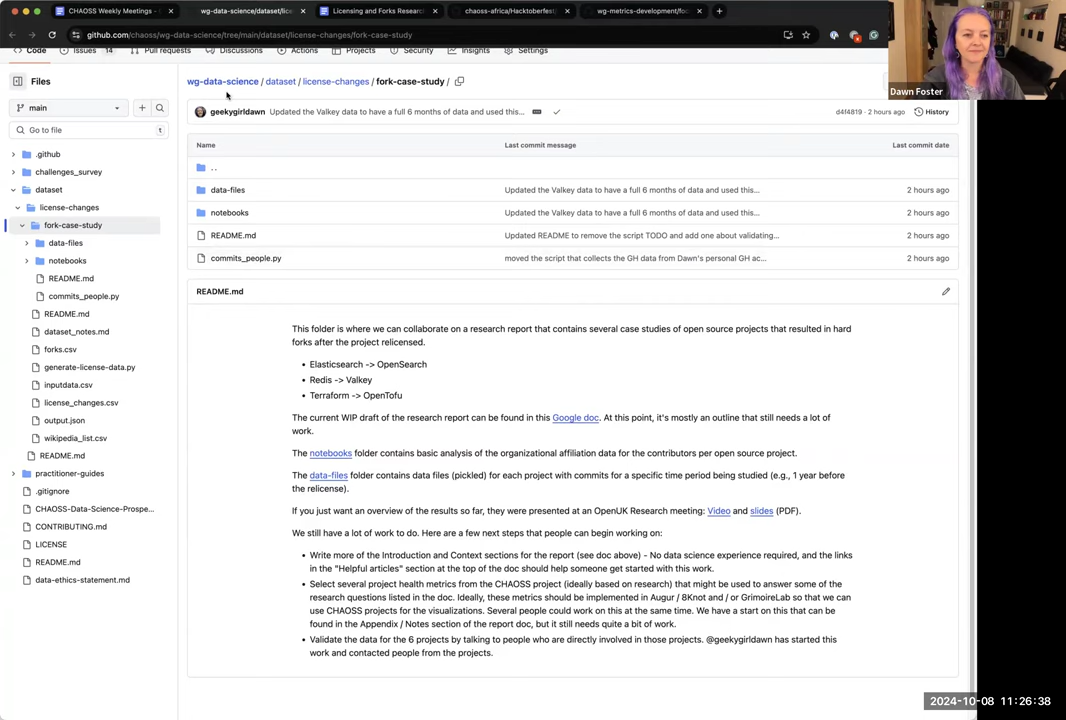 CHAOSS Weekly Meetings -
wg-data-science/dataset/lice
Licensing and Forks Research
chaoss-africa/Hacktoberfest
wg-metrics-development/foc
github.com/chaoss/wg-data-science/tree/main/dataset/license-changes/fork-case-study
Code
Issues 14
Pull requests
Discussions
Actions
Projects
Security
Insights
Settings
Dawn Foster
Files
wg-data-science / dataset / license-changes / fork-case-study /
main
Go to file
t
geekygirldawn Updated the Valkey data to have a full 6 months of data and used this...
d4f4819 · 2 hours ago
History
Name
Last commit message
Last commit date
..
data-files
Updated the Valkey data to have a full 6 months of data and used this...
2 hours ago
notebooks
Updated the Valkey data to have a full 6 months of data and used this...
2 hours ago
README.md
Updated README to remove the script TODO and add one about validating...
2 hours ago
commits_people.py
moved the script that collects the GH data from Dawn's personal GH ac...
2 hours ago
.github
challenges_survey
dataset
license-changes
fork-case-study
data-files
notebooks
README.md
commits_people.py
README.md
dataset_notes.md
forks.csv
generate-license-data.py
inputdata.csv
license_changes.csv
output.json
wikipedia_list.csv
README.md
practitioner-guides
.gitignore
CHAOSS-Data-Science-Prospe...
CONTRIBUTING.md
LICENSE
README.md
data-ethics-statement.md
README.md
This folder is where we can collaborate on a research report that contains several case studies of open source projects that resulted in hard
forks after the project relicensed.
• Elasticsearch -> OpenSearch
• Redis -> Valkey
• Terraform -> OpenTofu
The current WIP draft of the research report can be found in this Google doc. At this point, it's mostly an outline that still needs a lot of
work.
The notebooks folder contains basic analysis of the organizational affiliation data for the contributors per open source project.
The data-files folder contains data files (pickled) for each project with commits for a specific time period being studied (e.g., 1 year before
the relicense).
If you just want an overview of the results so far, they were presented at an OpenUK Research meeting: Video and slides (PDF).
We still have a lot of work to do. Here are a few next steps that people can begin working on:
• Write more of the Introduction and Context sections for the report (see doc above) - No data science experience required, and the links
in the "Helpful articles" section at the top of the doc should help someone get started with this work.
• Select several project health metrics from the CHAOSS project (ideally based on research) that might be used to answer some of the
research questions listed in the doc. Ideally, these metrics should be implemented in Augur / 8Knot and / or GrimoireLab so that we can
use CHAOSS projects for the visualizations. Several people could work on this at the same time. We have a start on this that can be
found in the Appendix / Notes section of the report doc, but it still needs quite a bit of work.
• Validate the data for the 6 projects by talking to people who are directly involved in those projects. @geekygirldawn has started this
work and contacted people from the projects.
2024-10-08 11:26:38